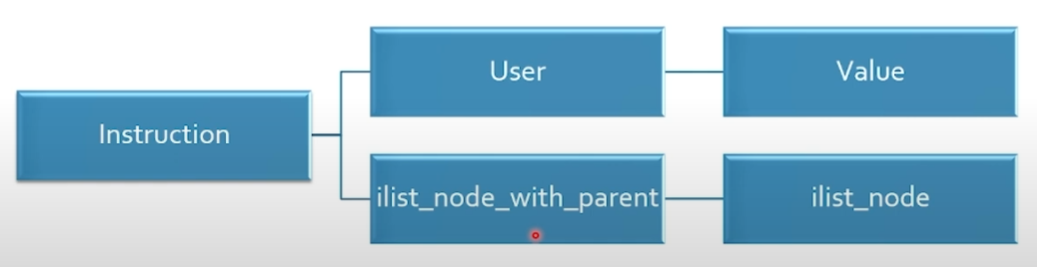 User
Value
Instruction
ilist_node_with_parent
ilist_node